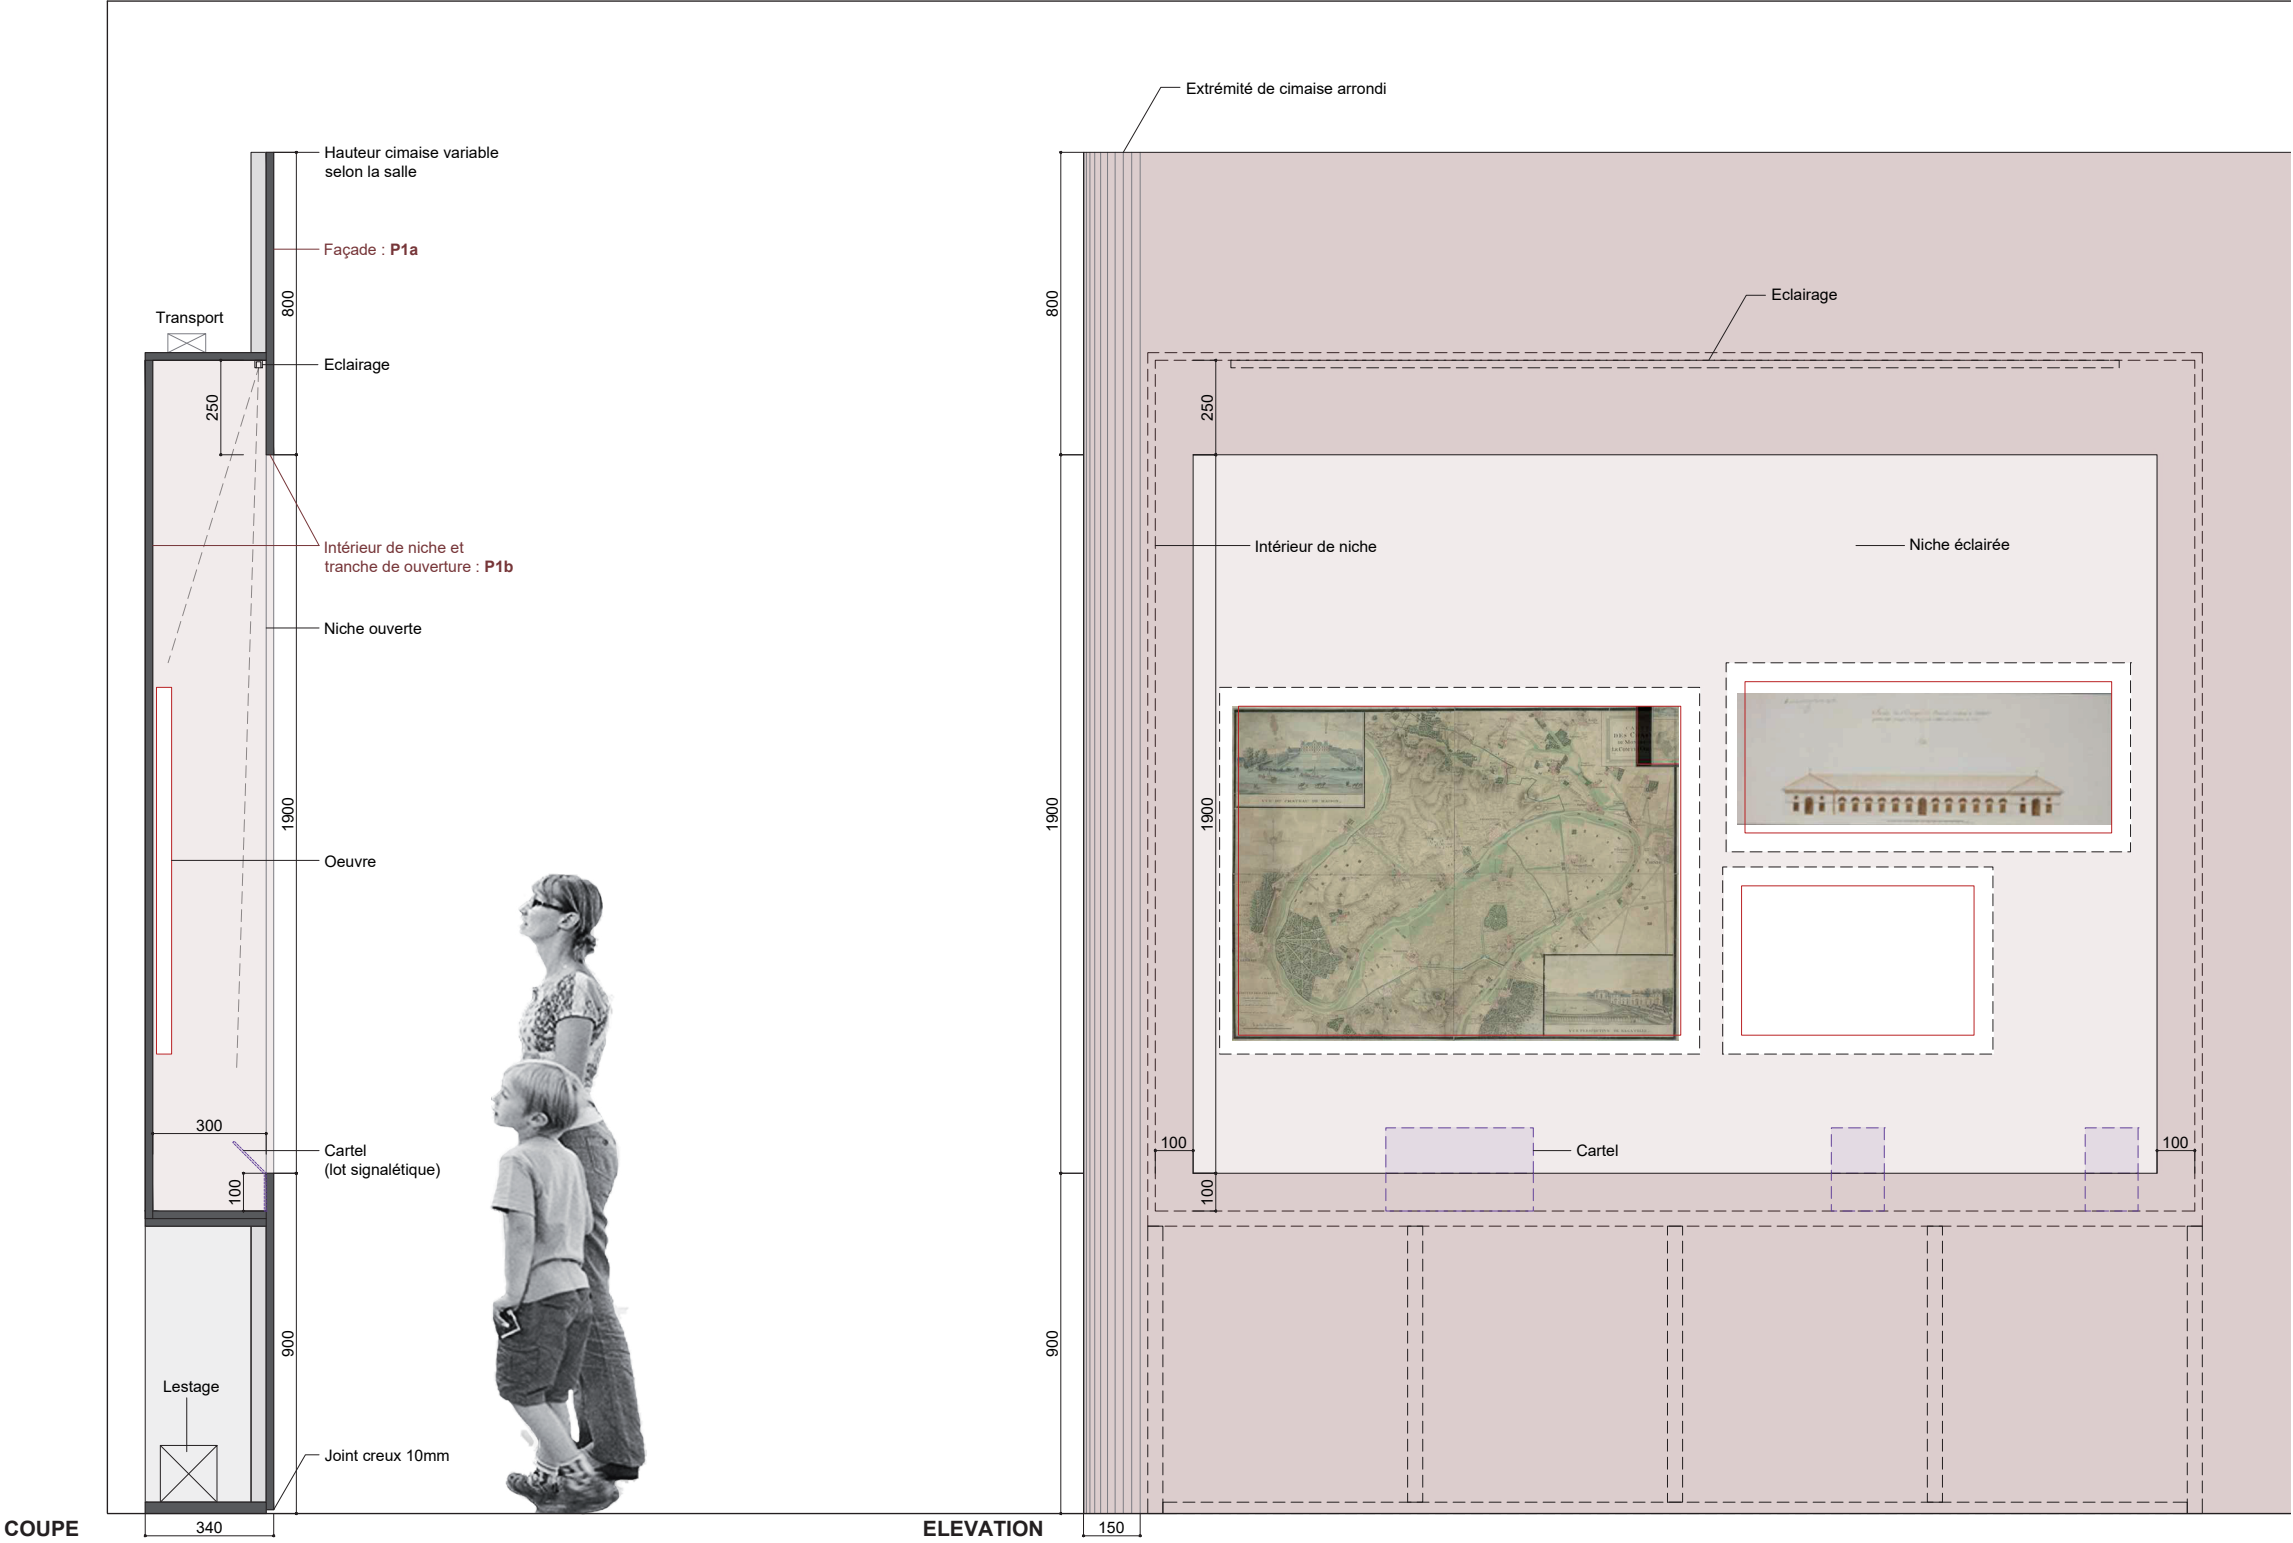 Extrémité de cimaise arrondi
Hauteur cimaise variable
selon la salle
Façade : P1a
800
Transport
Eclairage
250
Intérieur de niche et
tranche de ouverture : P1b
Niche ouverte
1900
Oeuvre
300
Cartel
(lot signalétique)
100
900
Lestage
Joint creux 10mm
COUPE
340
800
Eclairage
250
Intérieur de niche
Niche éclairée
1900
1900
100
Cartel
100
100
900
ELEVATION
150